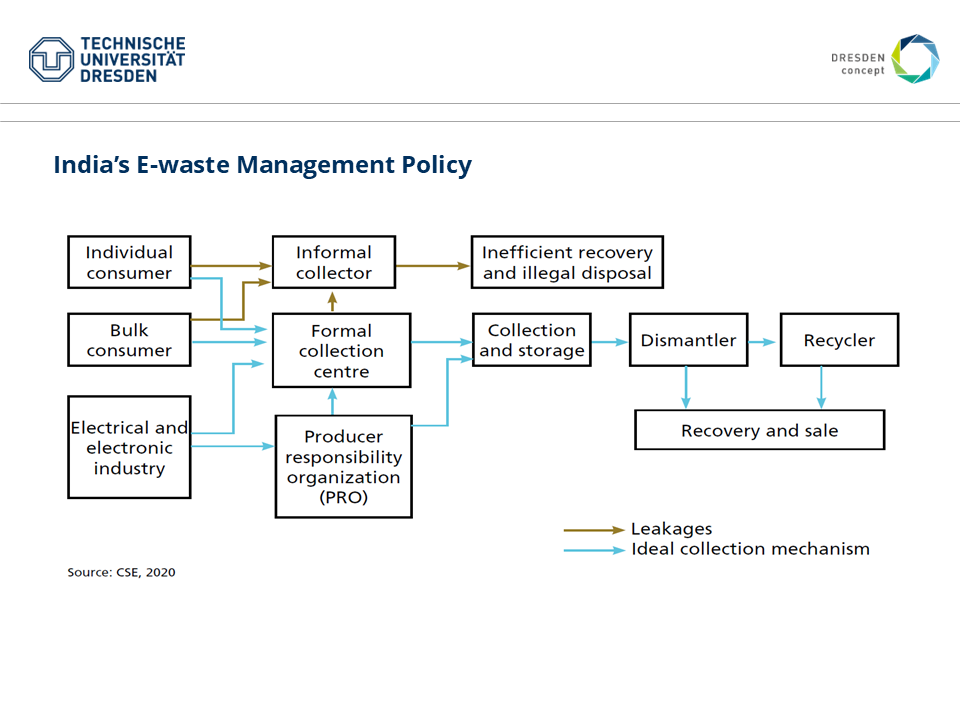 TECHNISCHE
UNIVERSITÄT
DRESDEN
DRESDEN
concept
India’s E-waste Management Policy
Individual
consumer
Informal
collector
Inefficient recovery
and illegal disposal
Bulk
consumer
Formal
collection
centre
Collection
and storage
Dismantler
Recycler
Electrical and
electronic
industry
Producer
responsibility
organization
(PRO)
Recovery and sale
Leakages
Ideal collection mechanism
Source: CSE, 2020